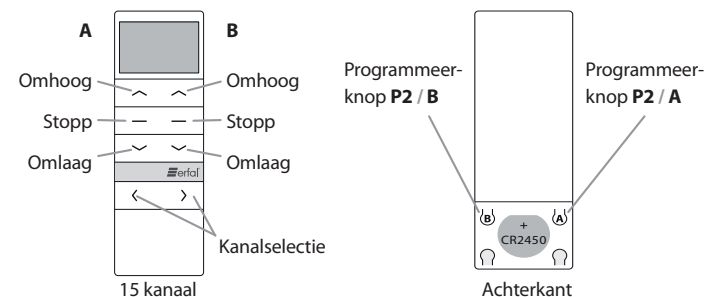 A
B
Omhoog
Omhoog
Stopp
Stopp
Omlaag
Omlaag
erfal
Kanalselectie
15 kanaal
Programmeer-
knop P2 / B
Programmeer-
knop P2 / A
B
A
+
CR2450
Achterkant